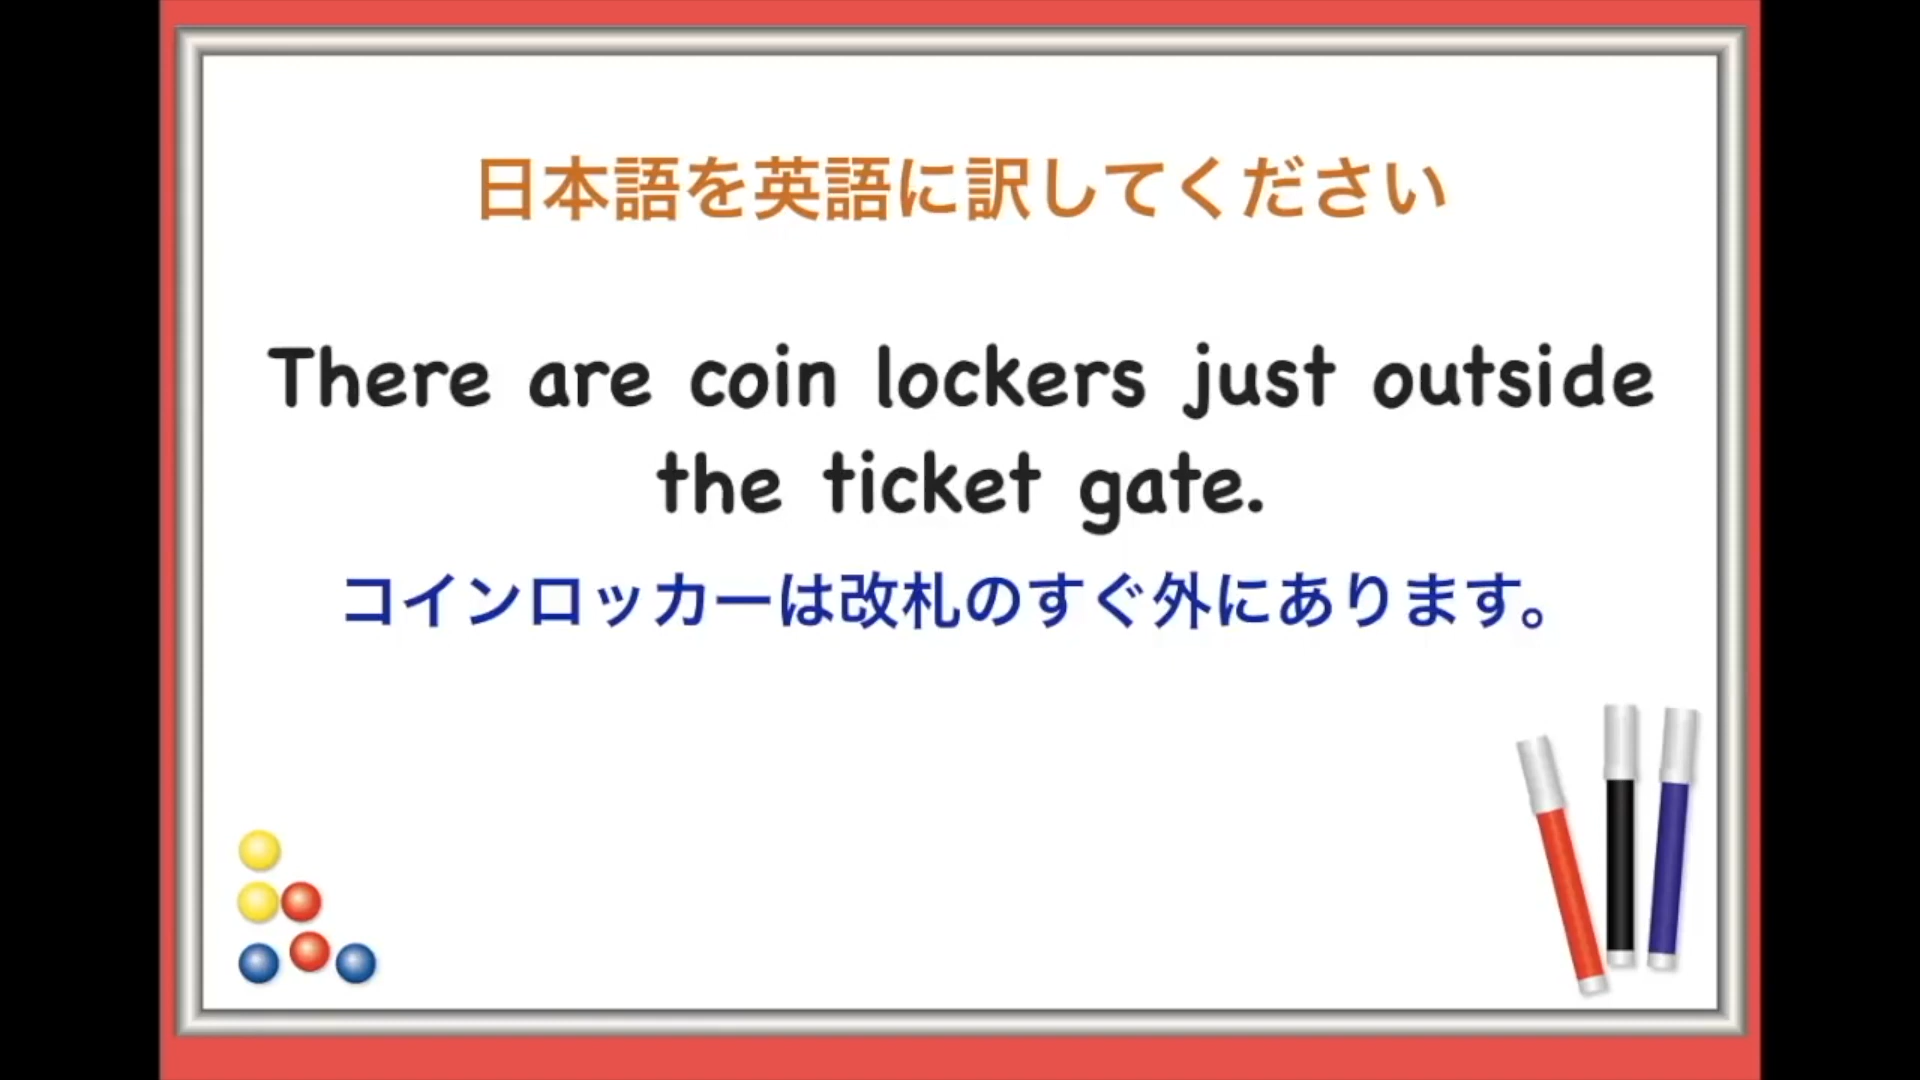 日本語を英語に訳してください
There are coin lockers just outside
the ticket gate.
コインロッカーは改札のすぐ外にあります。